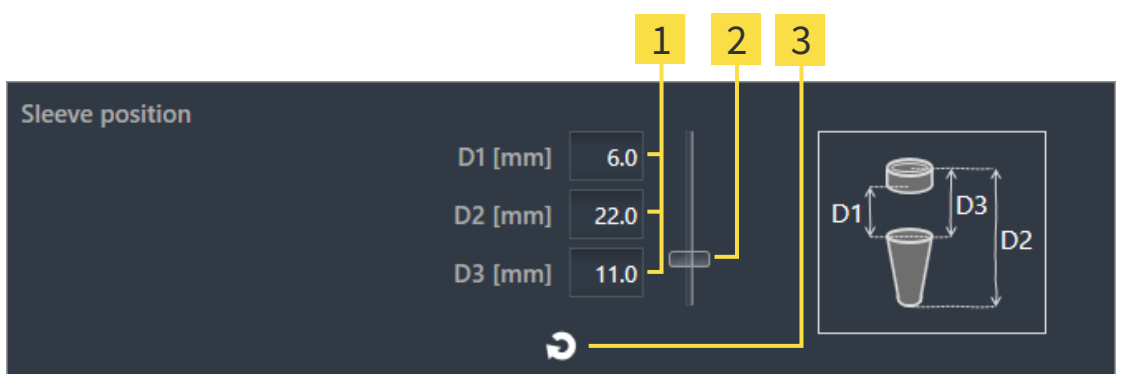 1 2 3
Sleeve position
D1 [mm] 6.0
D2 [mm] 22.0
D3 [mm] 11.0
D1 D3
D2